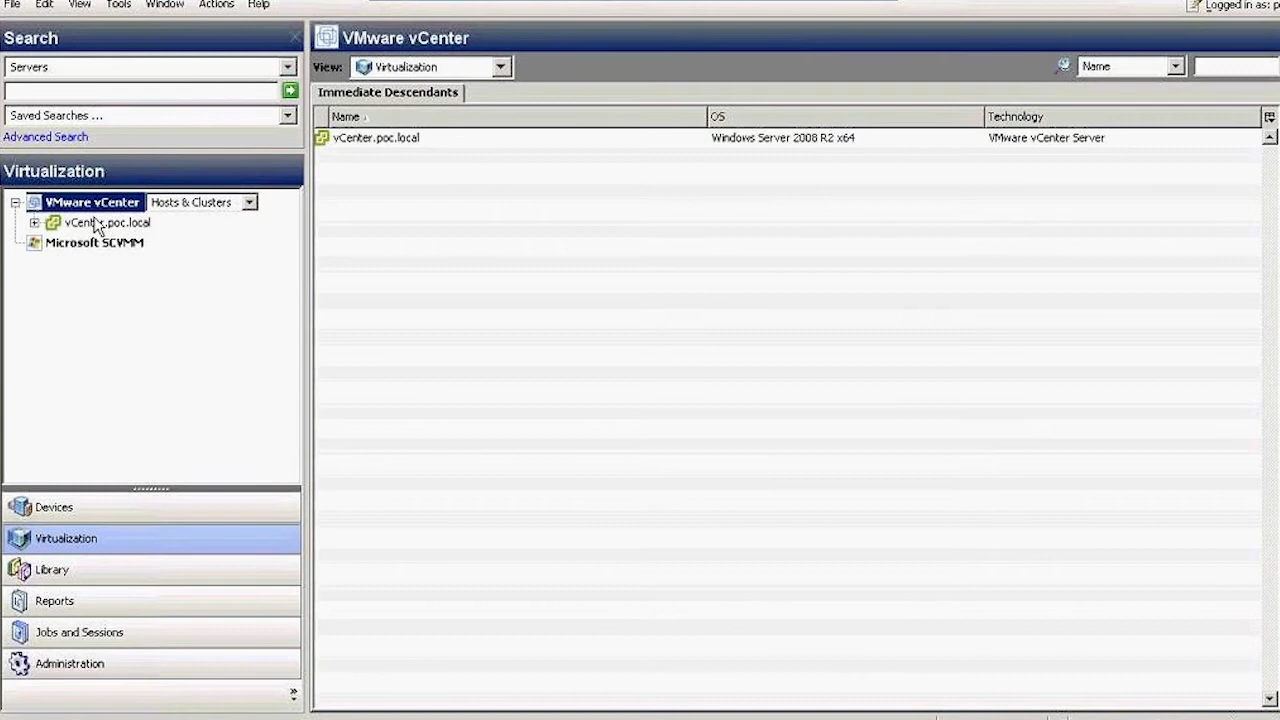 File Edit View Tools Window Actions Help
Logged in as: p
Search
Servers
Saved Searches ...
Advanced Search
Virtualization
VMware vCenter Hosts & Clusters
vCenter.poc.local
Microsoft SCVMM
Devices
Virtualization
Library
Reports
Jobs and Sessions
Administration
VMware vCenter
View: Virtualization
Name
Immediate Descendants
Name OS Technology
vCenter.poc.local Windows Server 2008 R2 x64 VMware vCenter Server